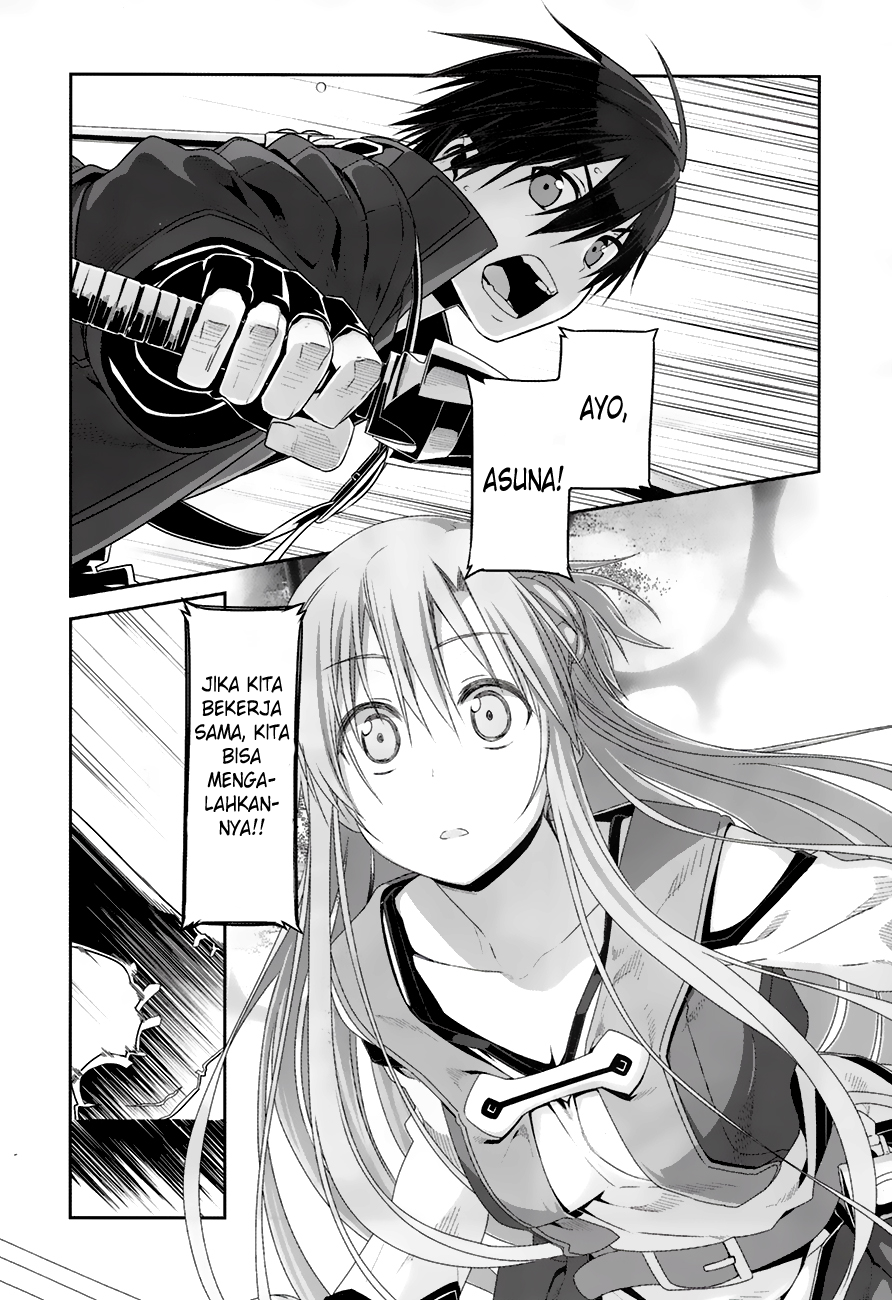 AYO,
ASUNA!
JIKA KITA
BEKERJA
SAMA, KITA
BISA
MENGA-
LAHKAN-
NYA!!